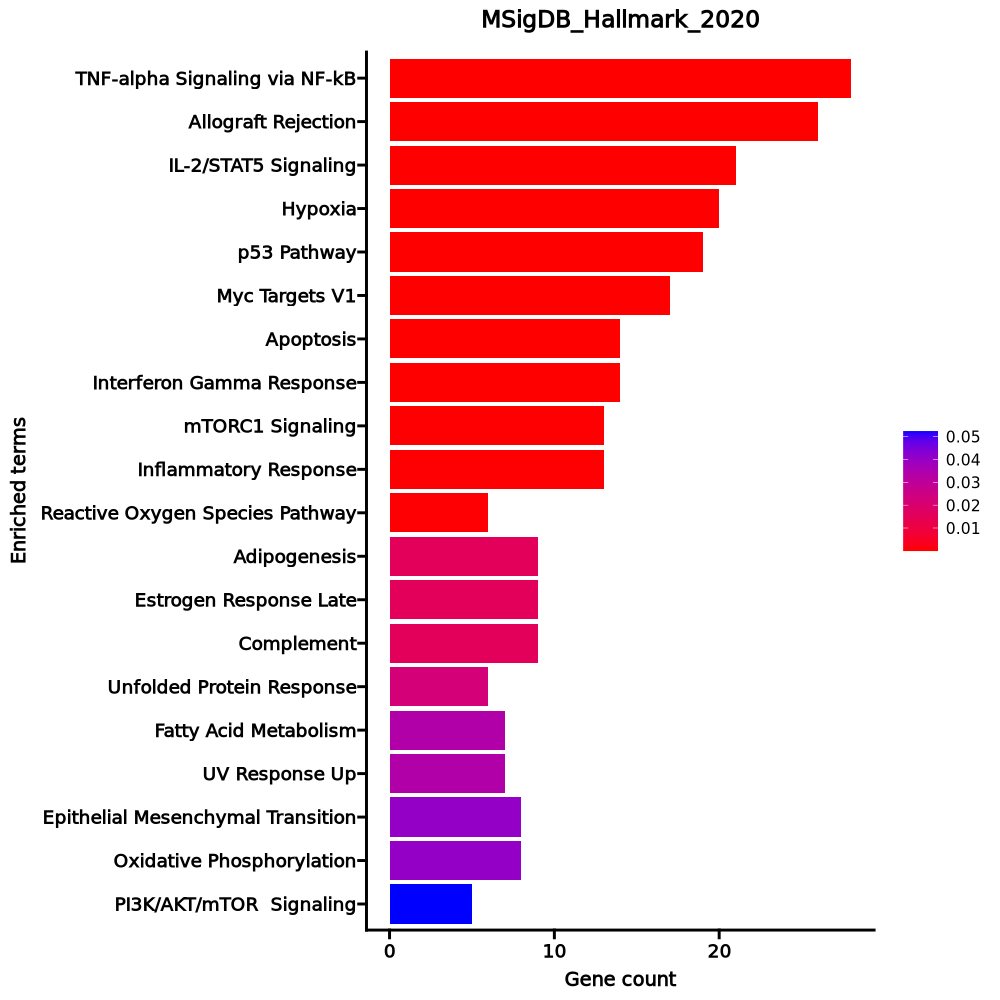 MSigDB_Hallmark_2020
Enriched terms
TNF-alpha Signaling via NF-kB
Allograft Rejection
IL-2/STAT5 Signaling
Hypoxia
p53 Pathway
Myc Targets V1
Apoptosis
Interferon Gamma Response
mTORC1 Signaling
Inflammatory Response
Reactive Oxygen Species Pathway
Adipogenesis
Estrogen Response Late
Complement
Unfolded Protein Response
Fatty Acid Metabolism
UV Response Up
Epithelial Mesenchymal Transition
Oxidative Phosphorylation
PI3K/AKT/mTOR  Signaling
0 10 20
Gene count
0.05
0.04
0.03
0.02
0.01